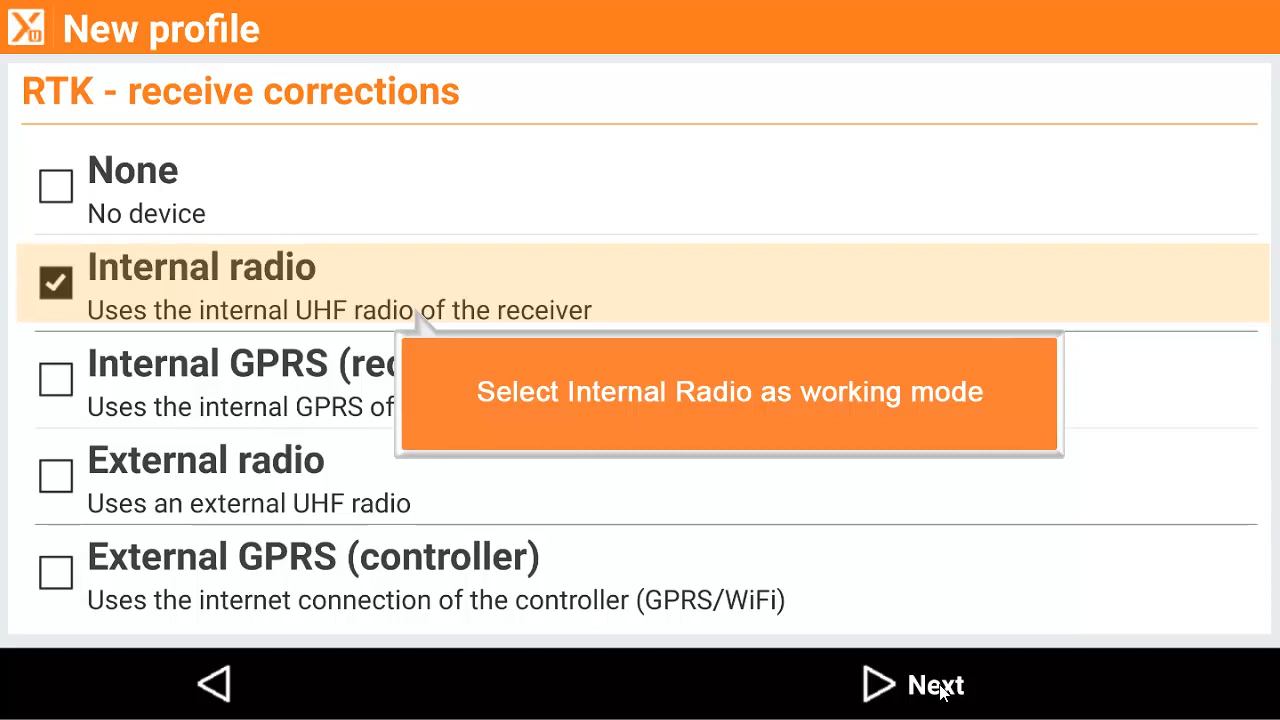 New profile
RTK - receive corrections
None
No device
Internal radio
Uses the internal UHF radio of the receiver
Internal GPRS
Uses the internal GPRS of
Select Internal Radio as working mode
External radio
Uses an external UHF radio
External GPRS (controller)
Uses the internet connection of the controller (GPRS/WiFi)
Next